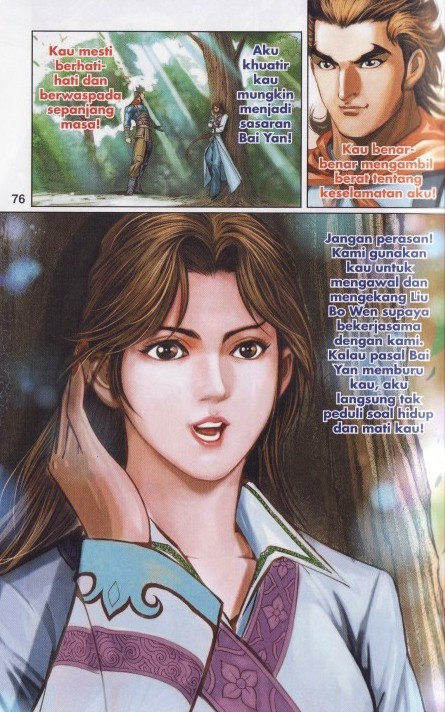 Kau mesti
berhati-
hati dan
berwaspada
sepanjang
masa!
Aku
khuatir
kau
mungkin
menjadi
sasaran
Bai Yan!
Kau benar-
benar mengambil
berat tentang
keselamatan aku!
76
Jangan perasan!
Kami gunakan
kau untuk
mengawal dan
mengekang Liu
Bo Wen supaya
bekerjasama
dengan kami.
Kalau pasal Bai
Yan memburu
kau, aku
langsung tak
peduli soal hidup
dan mati kau!